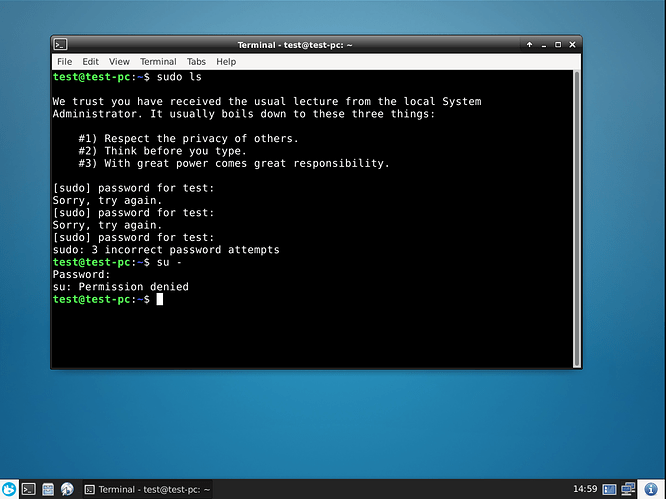 Terminal - test@test-pc: ~
File Edit View Terminal Tabs Help
test@test-pc:~$ sudo ls
We trust you have received the usual lecture from the local System
Administrator. It usually boils down to these three things:
#1) Respect the privacy of others.
#2) Think before you type.
#3) With great power comes great responsibility.
[sudo] password for test:
Sorry, try again.
[sudo] password for test:
Sorry, try again.
[sudo] password for test:
sudo: 3 incorrect password attempts
test@test-pc:~$ su -
Password:
su: Permission denied
test@test-pc:~$
Terminal - test@test-pc: ~
14:59